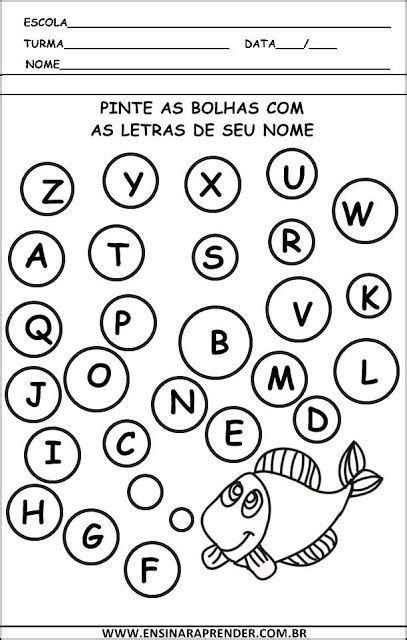 ESCOLA
TURMA DATA / /
NOME
PINTE AS BOLHAS COM
AS LETRAS DE SEU NOME
Z Y X U W
A T S R
Q P B V K
J O N M L
I C E D
H G F
WWW.ENSINARAPRENDER.COM.BR